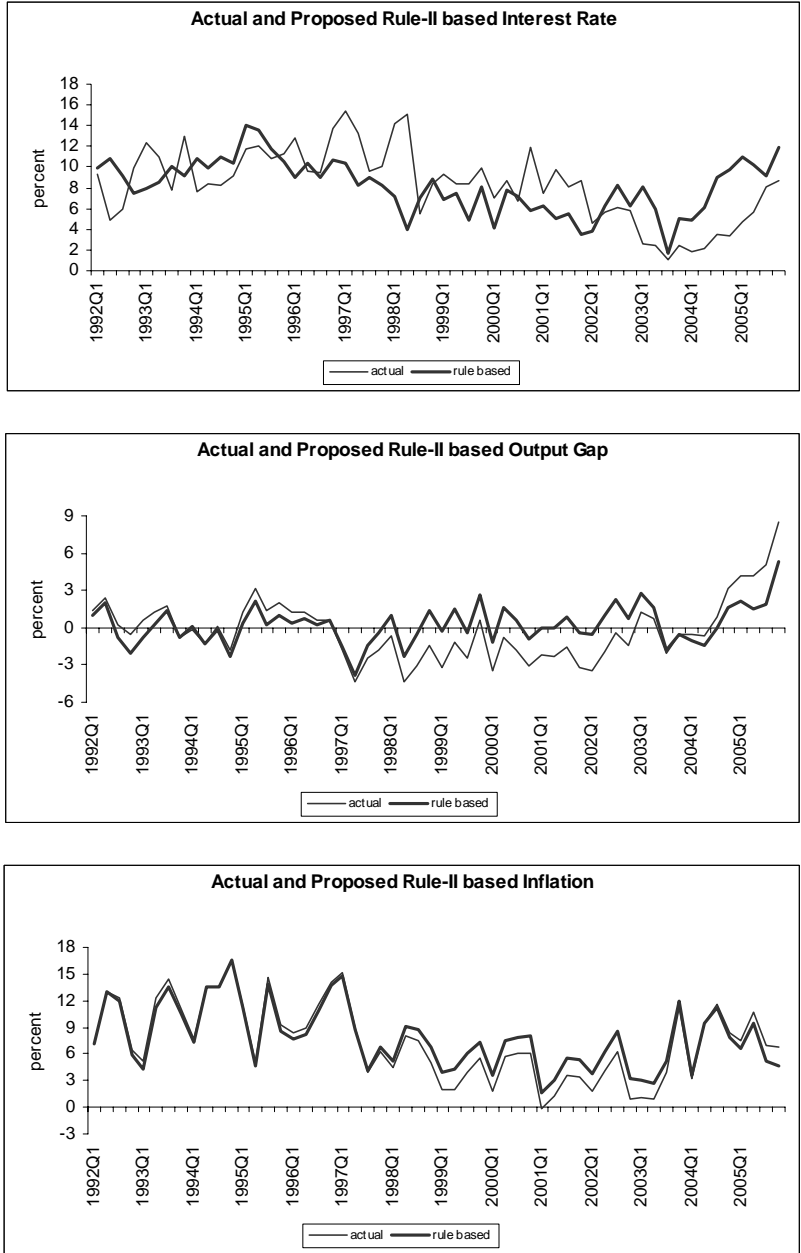 Actual and Proposed Rule-II based Interest Rate
percent
18
16
14
12
10
8
6
4
2
0
1992Q1
1993Q1
1994Q1
1995Q1
1996Q1
1997Q1
1998Q1
1999Q1
2000Q1
2001Q1
2002Q1
2003Q1
2004Q1
2005Q1
actual rule based
Actual and Proposed Rule-II based Output Gap
percent
9
6
3
0
-3
-6
1992Q1
1993Q1
1994Q1
1995Q1
1996Q1
1997Q1
1998Q1
1999Q1
2000Q1
2001Q1
2002Q1
2003Q1
2004Q1
2005Q1
actual rule based
Actual and Proposed Rule-II based Inflation
percent
18
15
12
9
6
3
0
-3
1992Q1
1993Q1
1994Q1
1995Q1
1996Q1
1997Q1
1998Q1
1999Q1
2000Q1
2001Q1
2002Q1
2003Q1
2004Q1
2005Q1
actual rule based